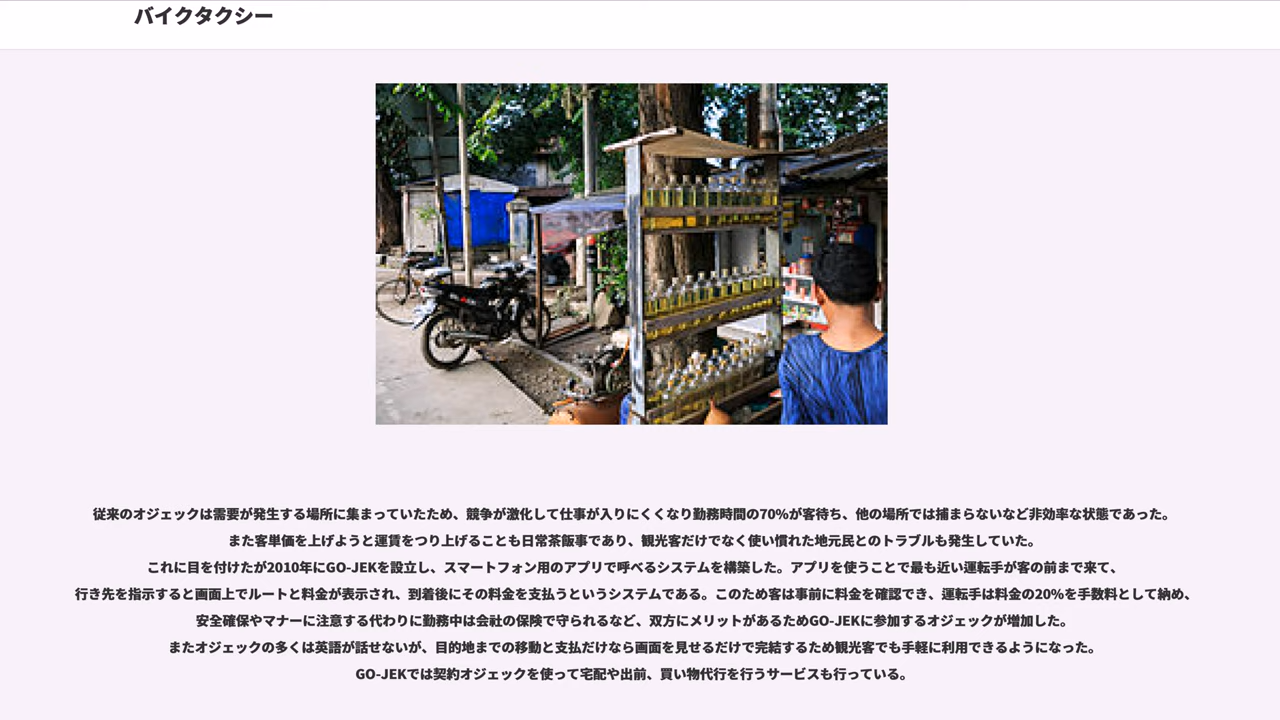 バイクタクシー
従来のオジェックは需要が発生する場所に集まっていたため、競争が激化して仕事が入りにくくなり勤務時間の70%が客待ち、他の場所では捕まらないなど非効率な状態であった。
また客単価を上げようと運賃をつり上げることも日常茶飯事であり、観光客だけでなく使い慣れた地元民とのトラブルも発生していた。
これに目を付けたが2010年にGO-JEKを設立し、スマートフォン用のアプリで呼べるシステムを構築した。アプリを使うことで最も近い運転手が客の前まで来て、
行き先を指示すると画面上でルートと料金が表示され、到着後にその料金を支払うというシステムである。このため客は事前に料金を確認でき、運転手は料金の20%を手数料として納め、
安全確保やマナーに注意する代わりに勤務中は会社の保険で守られるなど、双方にメリットがあるためGO-JEKに参加するオジェックが増加した。
またオジェックの多くは英語が話せないが、目的地までの移動と支払だけなら画面を見せるだけで完結するため観光客でも手軽に利用できるようになった。
GO-JEKでは契約オジェックを使って宅配や出前、買い物代行を行うサービスも行っている。